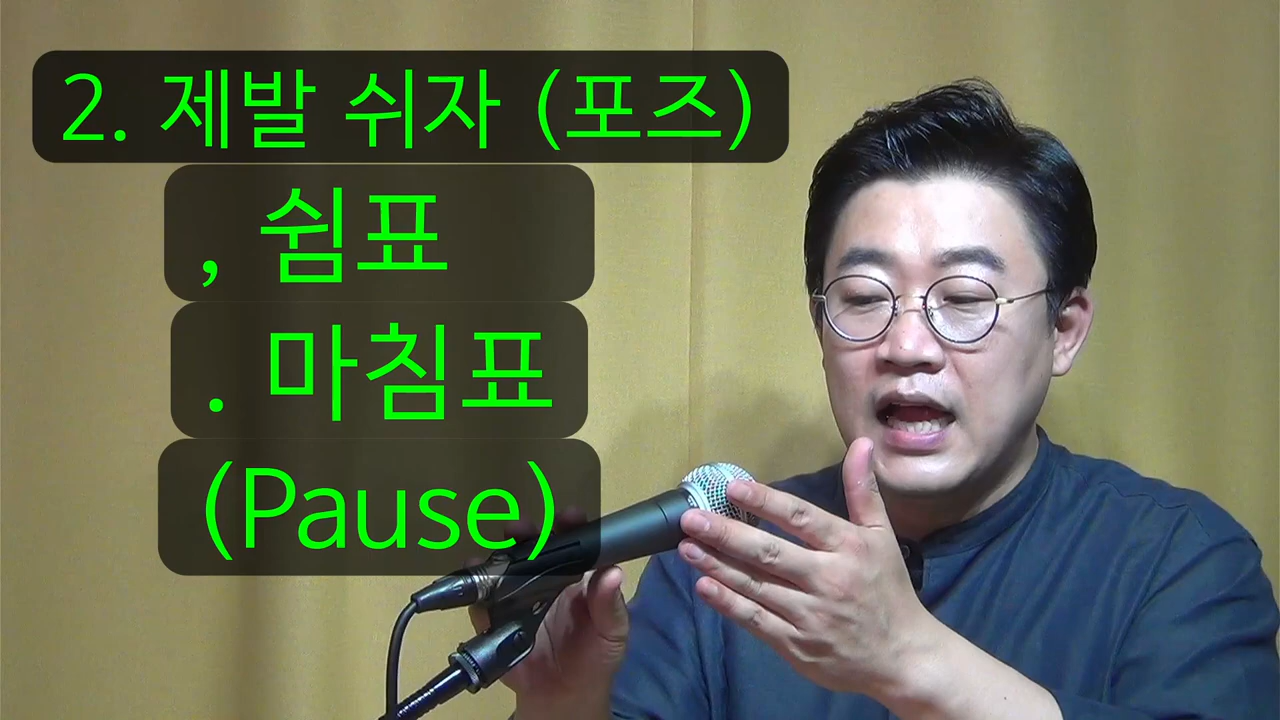 2. 제발 쉬자 (포즈)
, 쉼표
. 마침표
(Pause)